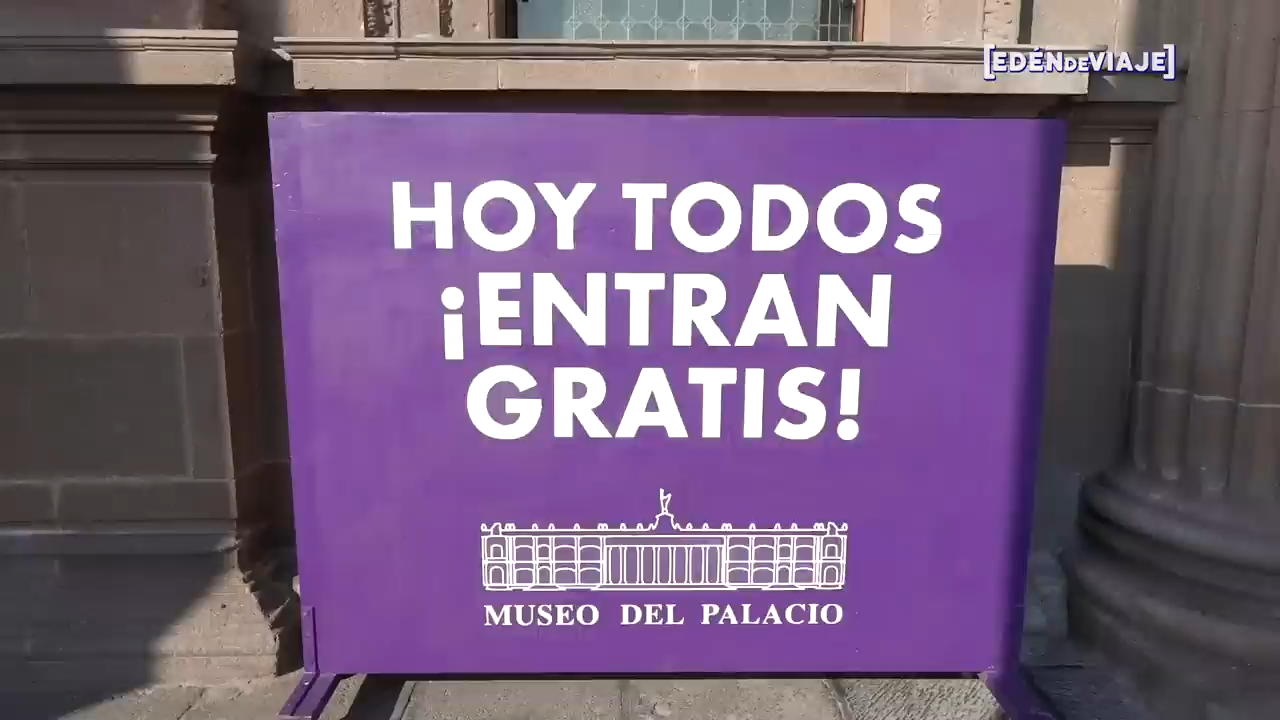 [EDÉNDEVIAJE]
HOY TODOS
¡ENTRAN
GRATIS!
MUSEO DEL PALACIO